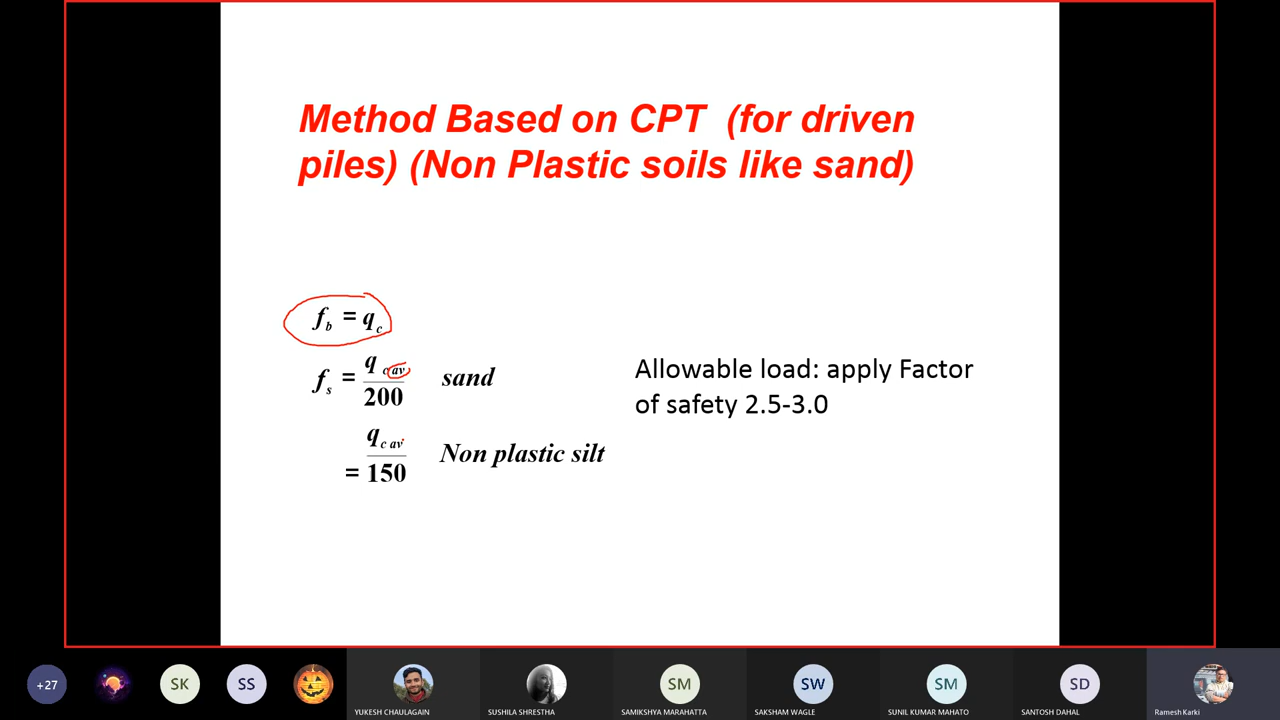 Method Based on CPT (for driven
piles) (Non Plastic soils like sand)
f_b = q_c
f_s = q_{c av} / 200 sand
= q_{c av} / 150 Non plastic silt
Allowable load: apply Factor
of safety 2.5-3.0
+27
SK
SS
YUKESH CHAULAGAIN
SUSHILA SHRESTHA
SM
SAMIKSHYA MARAHATTA
SW
SAKSHAM WAGLE
SM
SUNIL KUMAR MAHATO
SD
SANTOSH DAHAL
Ramesh Karki